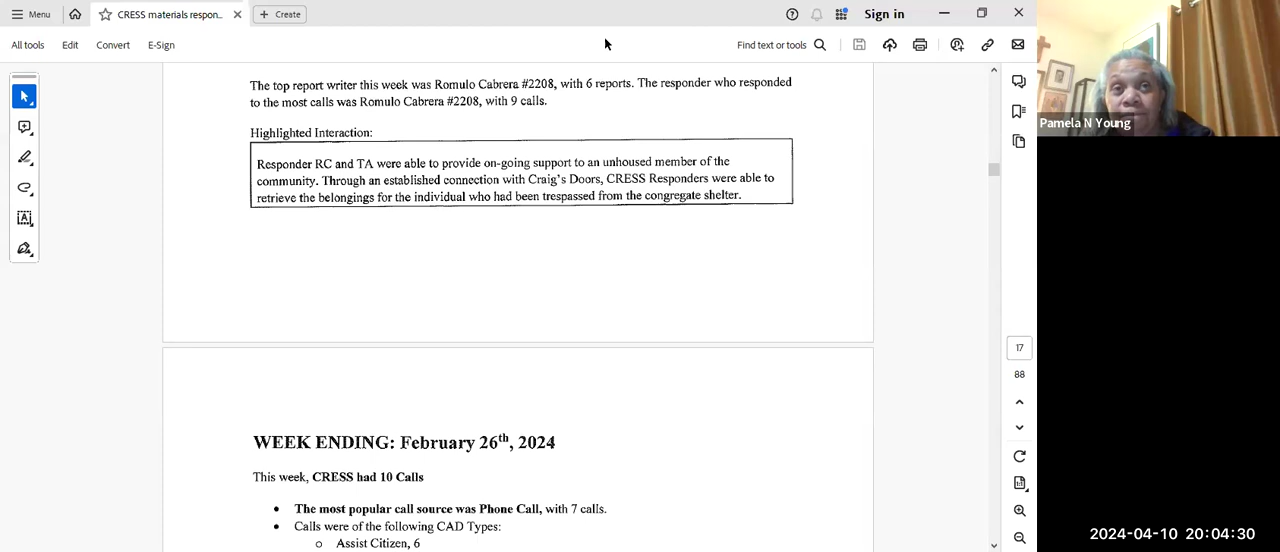 Menu
CRESS materials respon...
Create
Sign in
All tools
Edit
Convert
E-Sign
Find text or tools
The top report writer this week was Romulo Cabrera #2208, with 6 reports. The responder who responded
to the most calls was Romulo Cabrera #2208, with 9 calls.
Highlighted Interaction:
Responder RC and TA were able to provide on-going support to an unhoused member of the
community. Through an established connection with Craig's Doors, CRESS Responders were able to
retrieve the belongings for the individual who had been trespassed from the congregate shelter.
WEEK ENDING: February 26th, 2024
This week, CRESS had 10 Calls
• The most popular call source was Phone Call, with 7 calls.
• Calls were of the following CAD Types:
o Assist Citizen, 6
17
88
Pamela N Young
2024-04-10 20:04:30